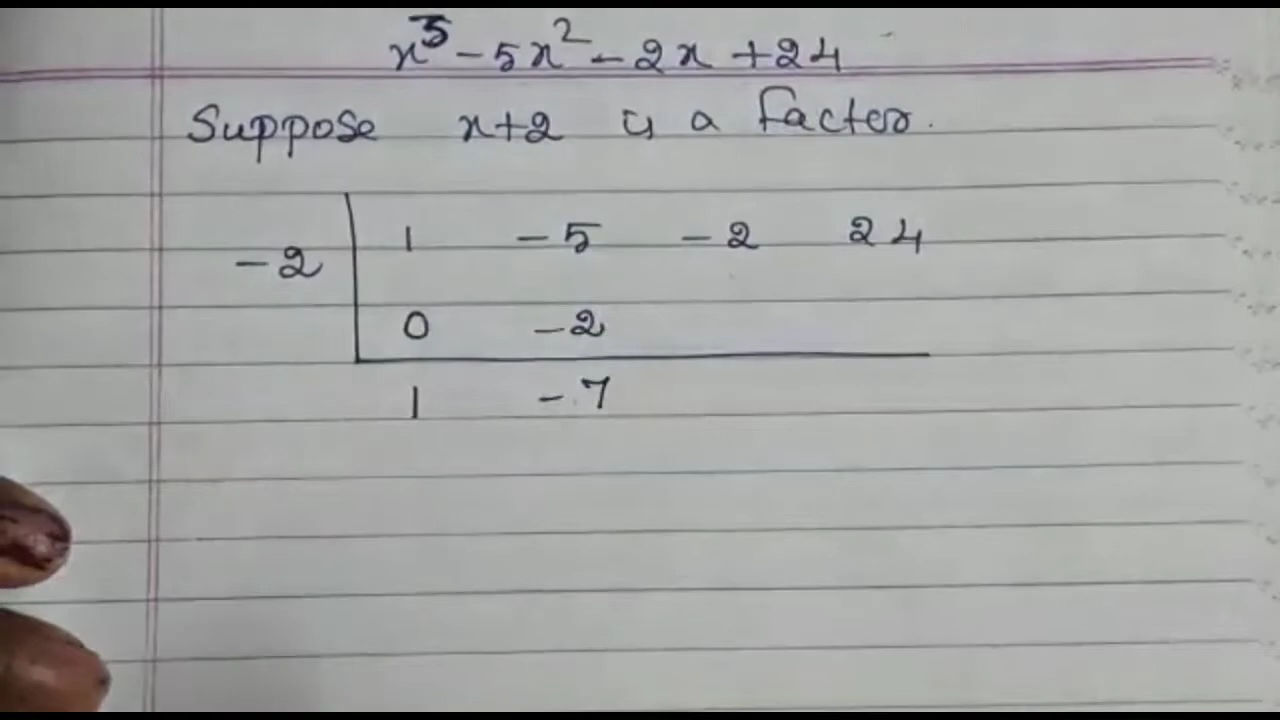 x³ - 5x² - 2x + 24
Suppose x+2 is a factor.
-2 | 1 -5 -2 24
0 -2
1 -7